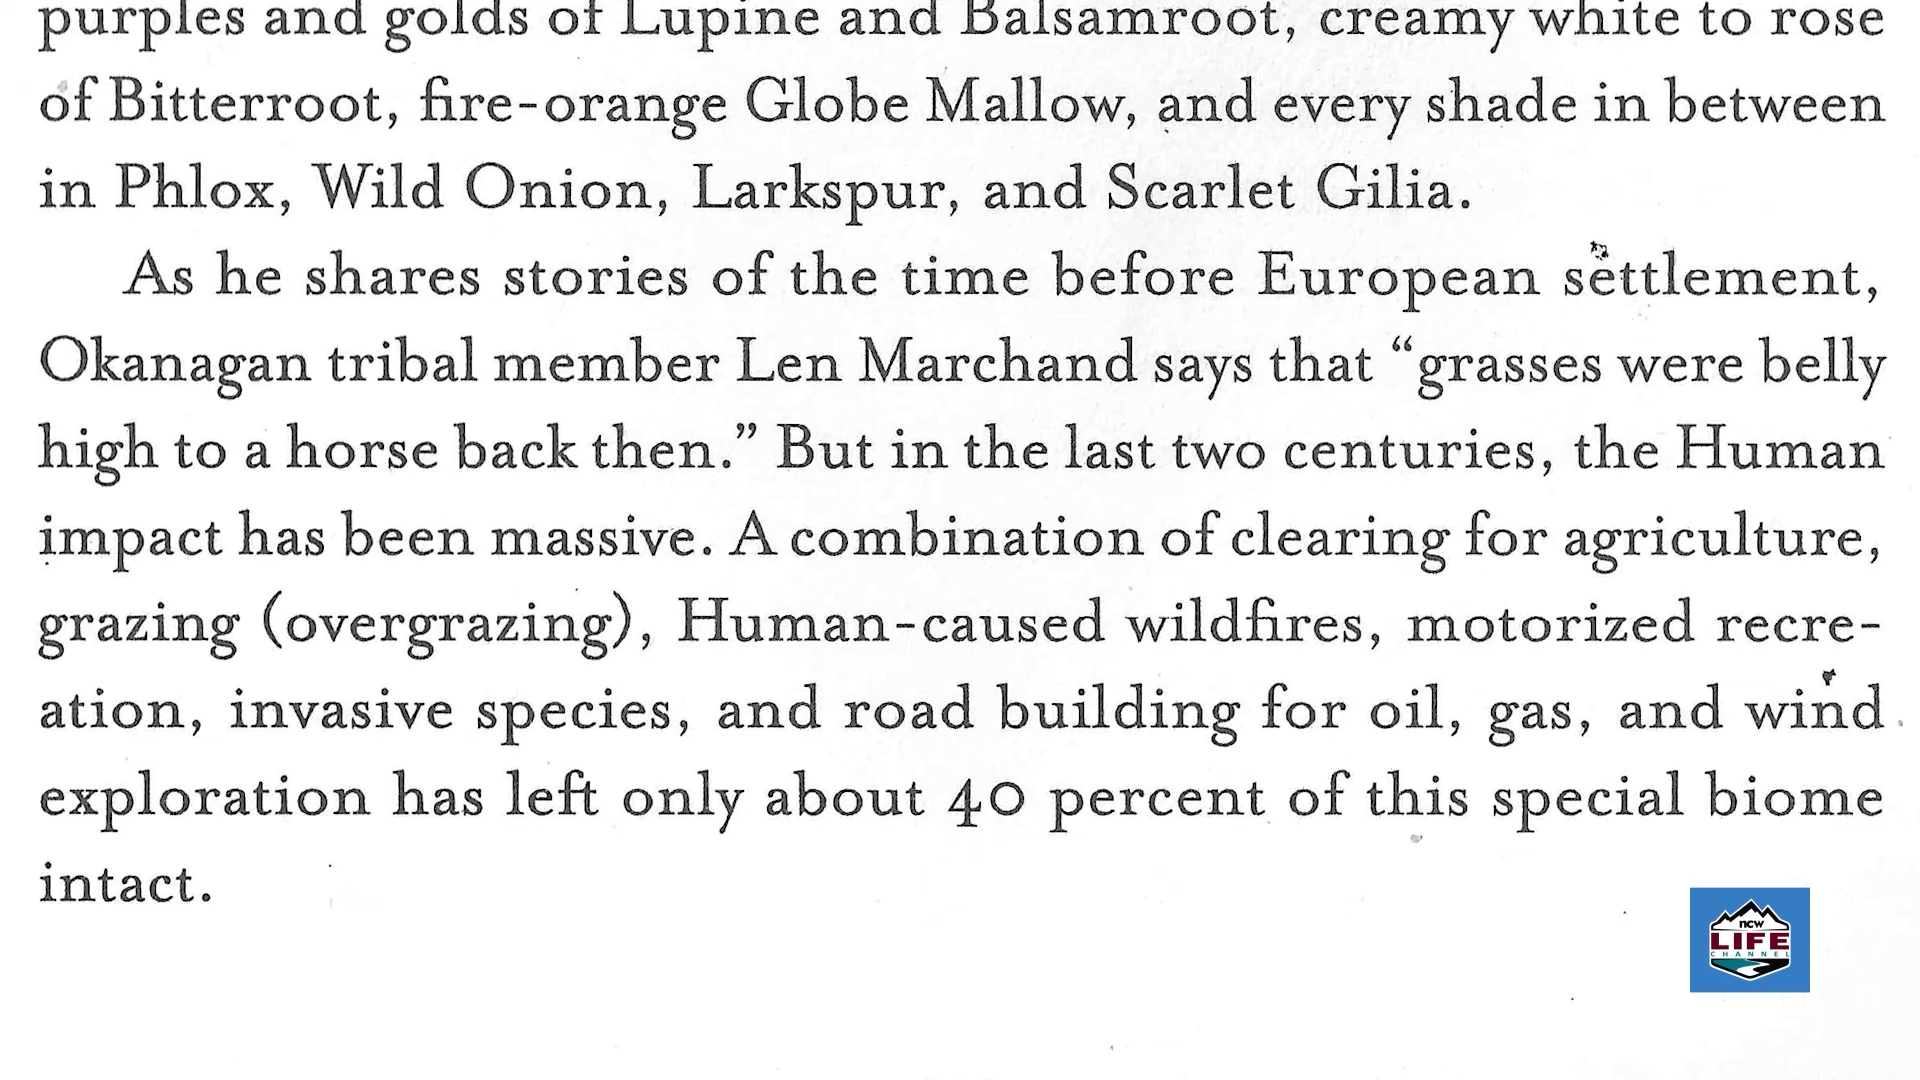 purples and golds of Lupine and Balsamroot, creamy white to rose
of Bitterroot, fire-orange Globe Mallow, and every shade in between
in Phlox, Wild Onion, Larkspur, and Scarlet Gilia.
As he shares stories of the time before European settlement,
Okanagan tribal member Len Marchand says that “grasses were belly
high to a horse back then.” But in the last two centuries, the Human
impact has been massive. A combination of clearing for agriculture,
grazing (overgrazing), Human-caused wildfires, motorized recre-
ation, invasive species, and road building for oil, gas, and wind
exploration has left only about 40 percent of this special biome
intact.
ncw
LIFE
CHANNEL